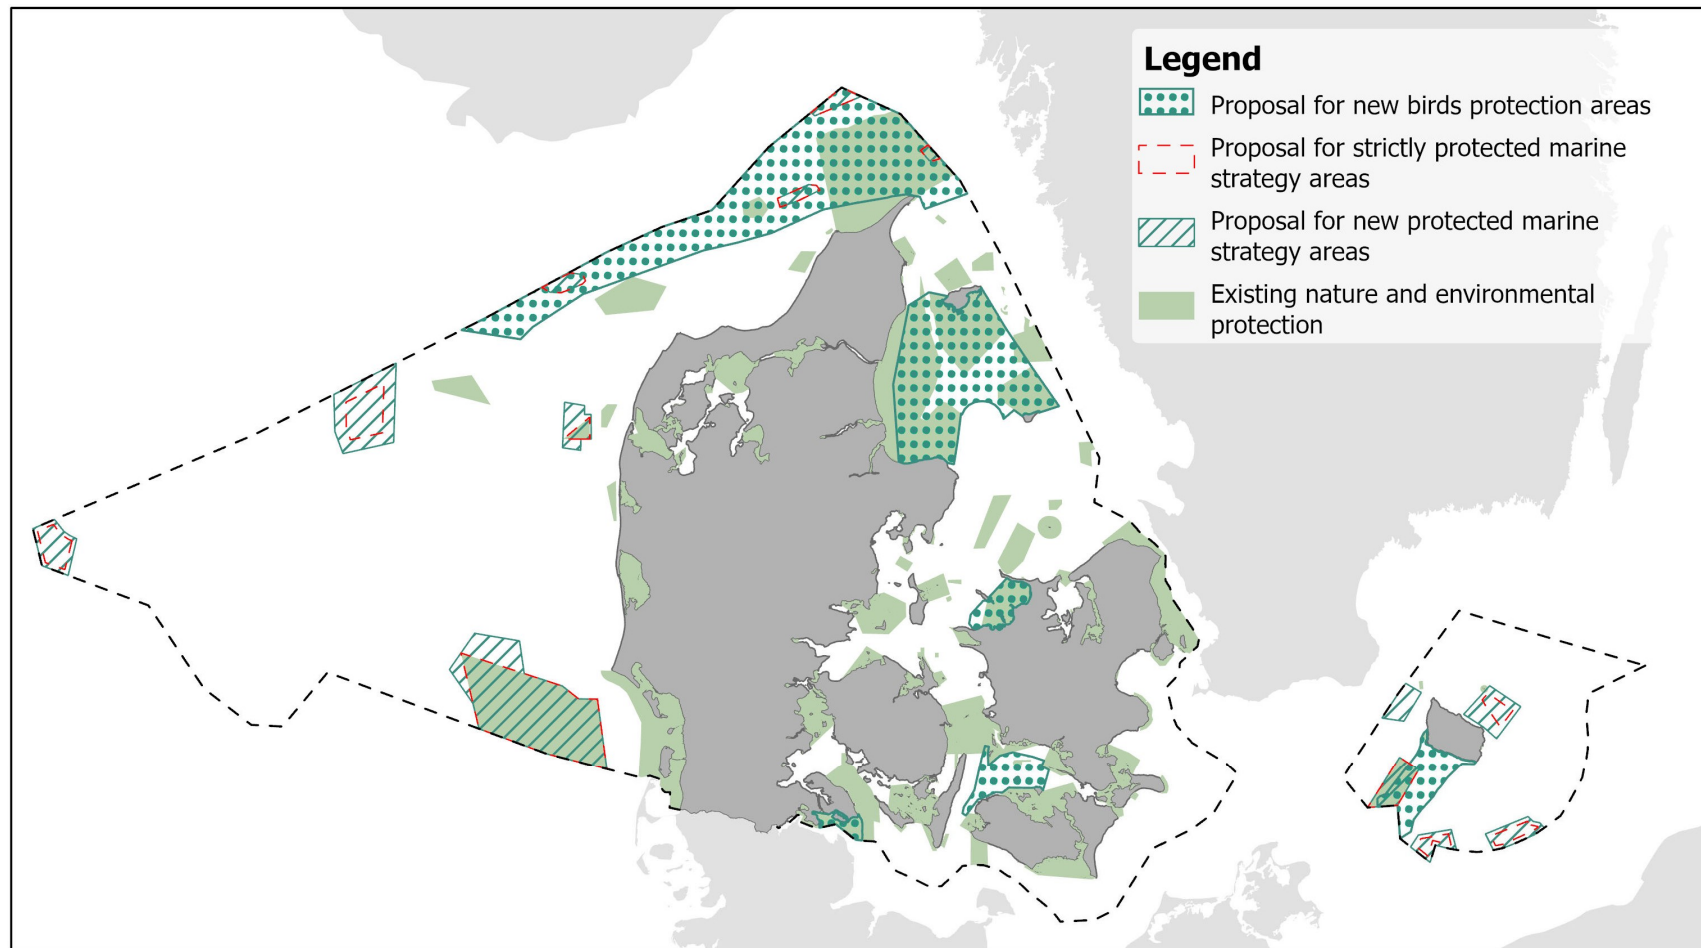 Legend
Proposal for new birds protection areas
Proposal for strictly protected marine
strategy areas
Proposal for new protected marine
strategy areas
Existing nature and environmental
protection